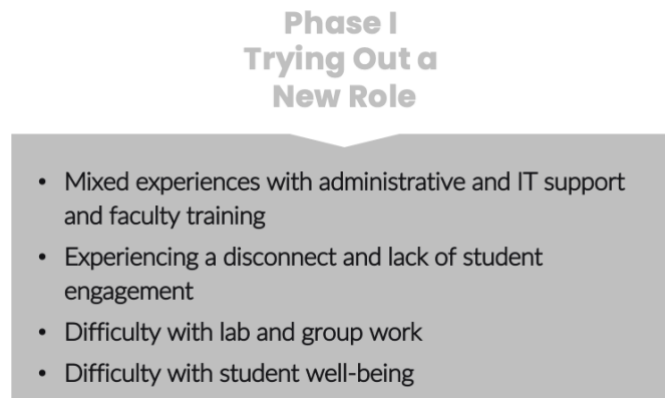 Phase I
Trying Out a
New Role
• Mixed experiences with administrative and IT support
and faculty training
• Experiencing a disconnect and lack of student
engagement
• Difficulty with lab and group work
• Difficulty with student well-being